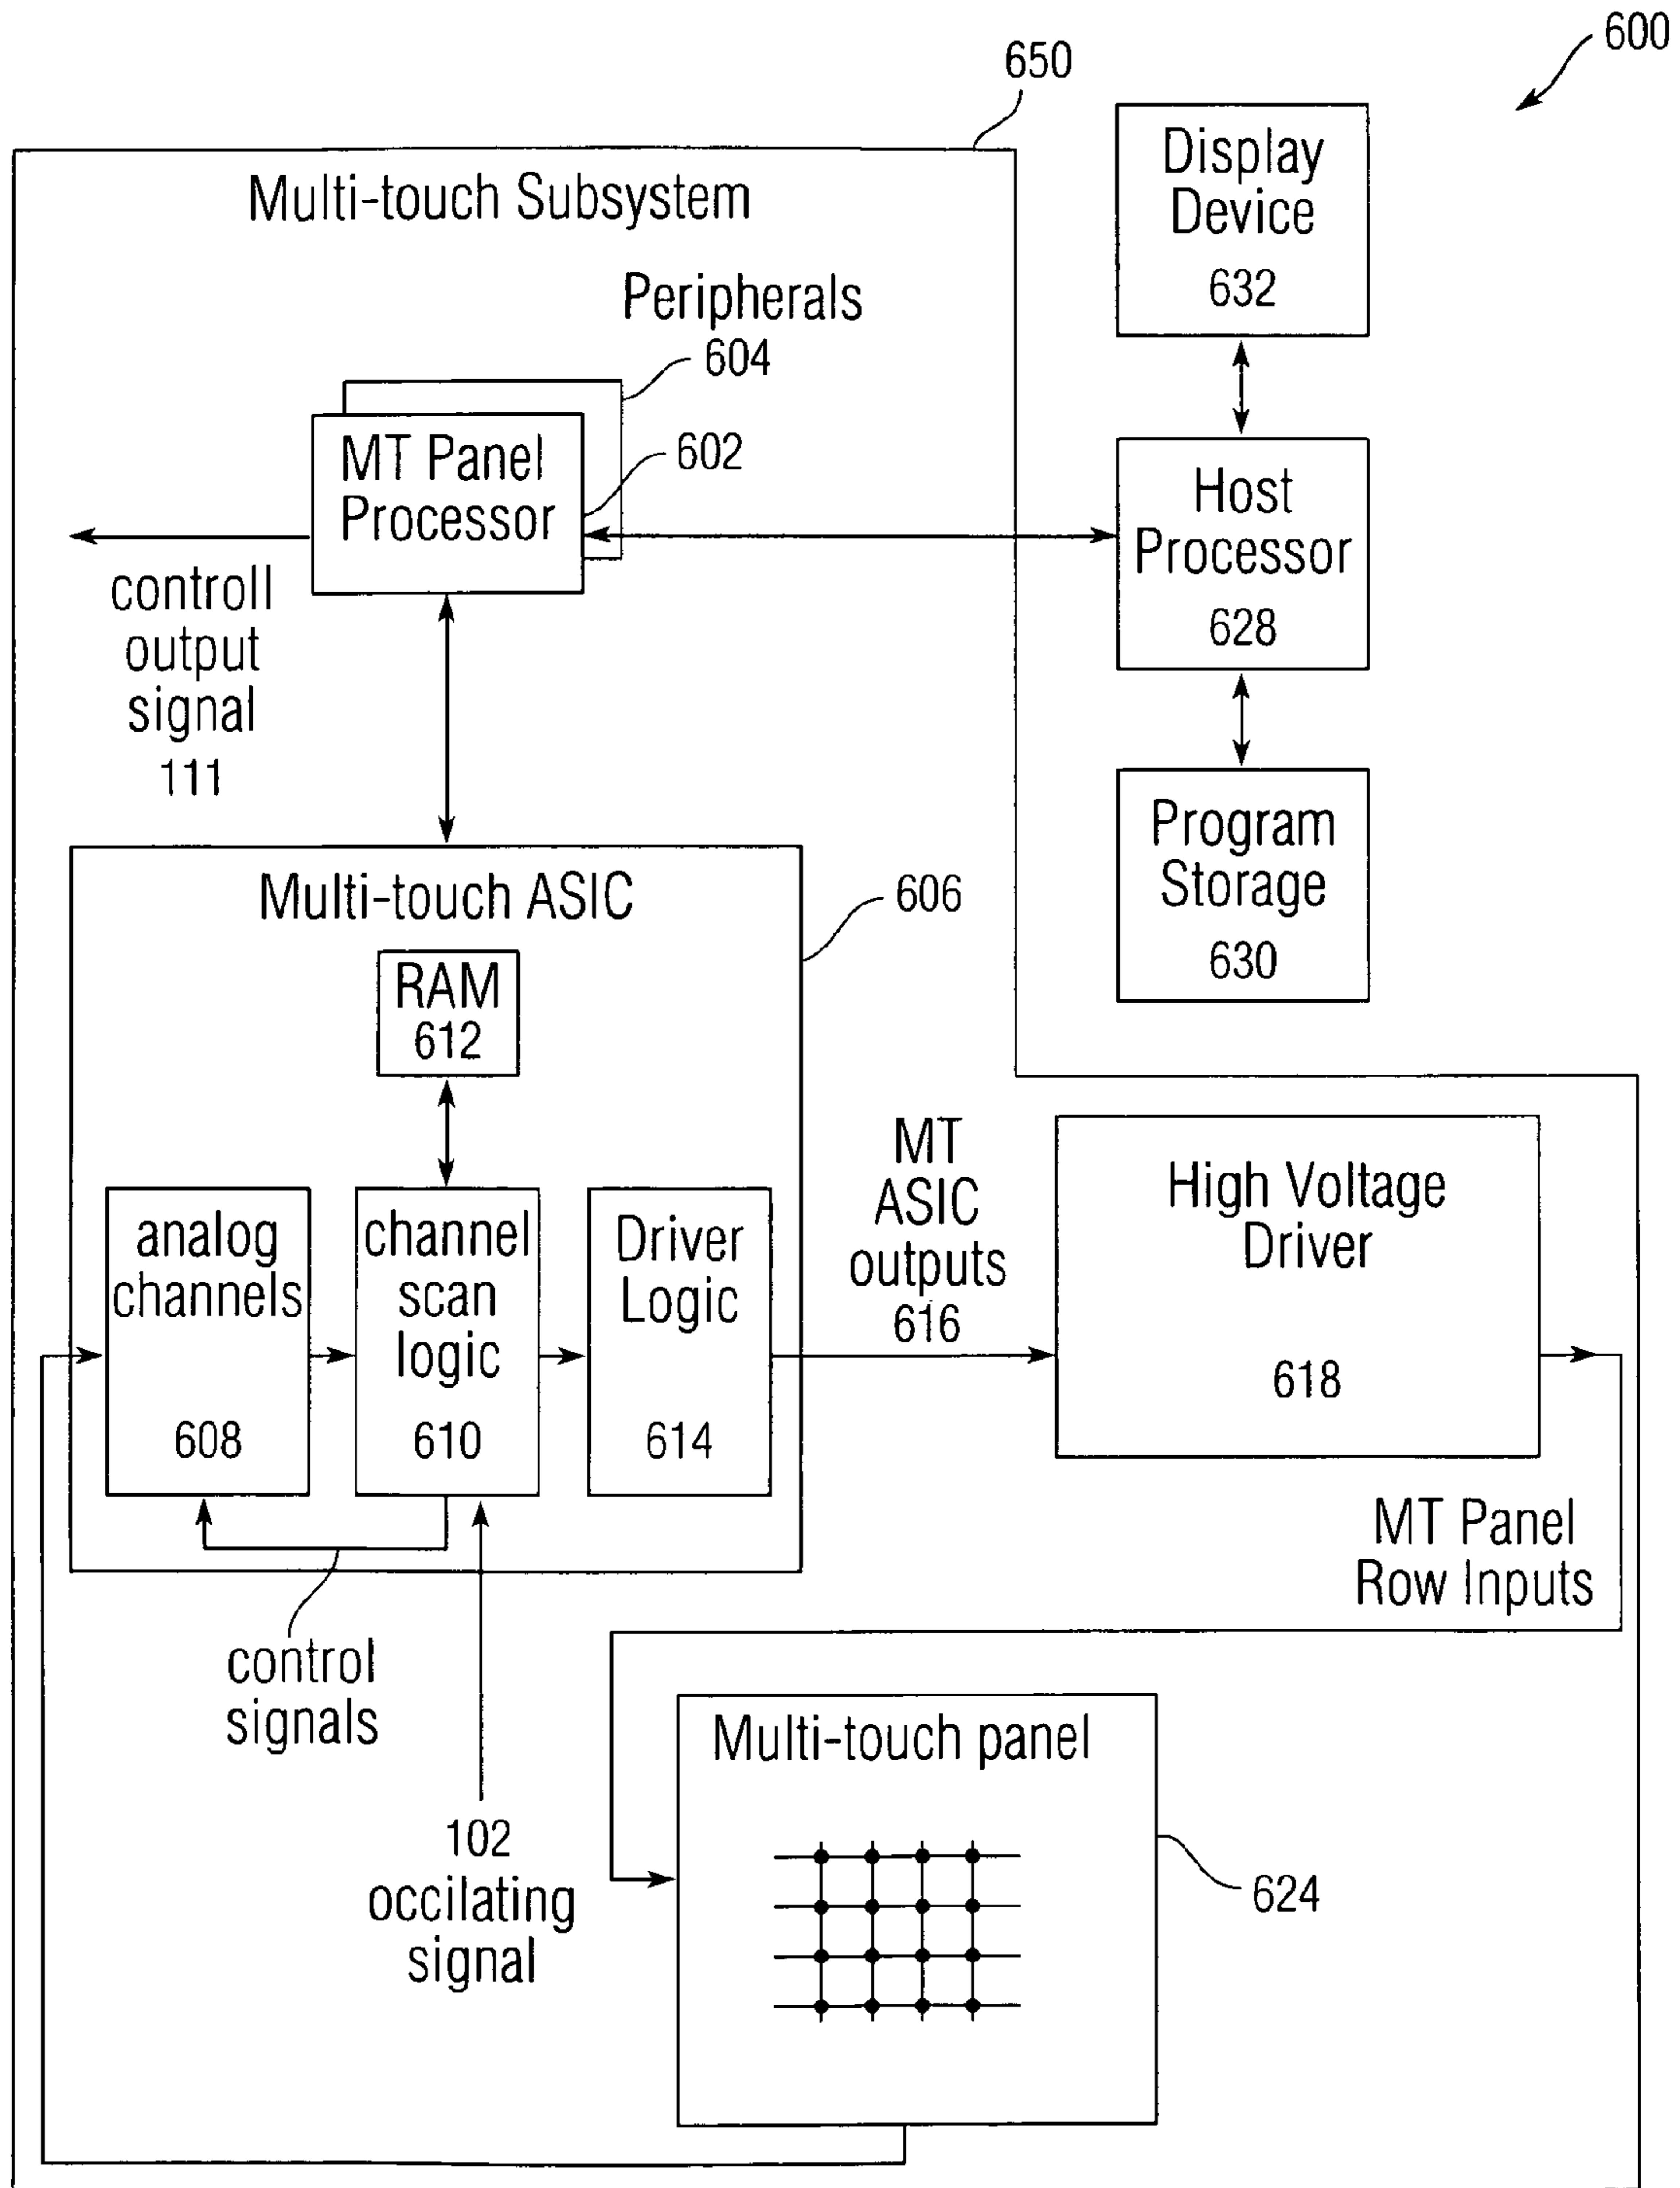 600
650
Multi-touch Subsystem
Display
Device
632
Peripherals
604
MT Panel
Processor
602
Host
Processor
628
controll
output
signal
111
Program
Storage
630
Multi-touch ASIC
606
RAM
612
analog
channels
608
channel
scan
logic
610
Driver
Logic
614
MT
ASIC
outputs
616
High Voltage
Driver
618
MT Panel
Row Inputs
control
signals
102
occilating
signal
Multi-touch panel
624